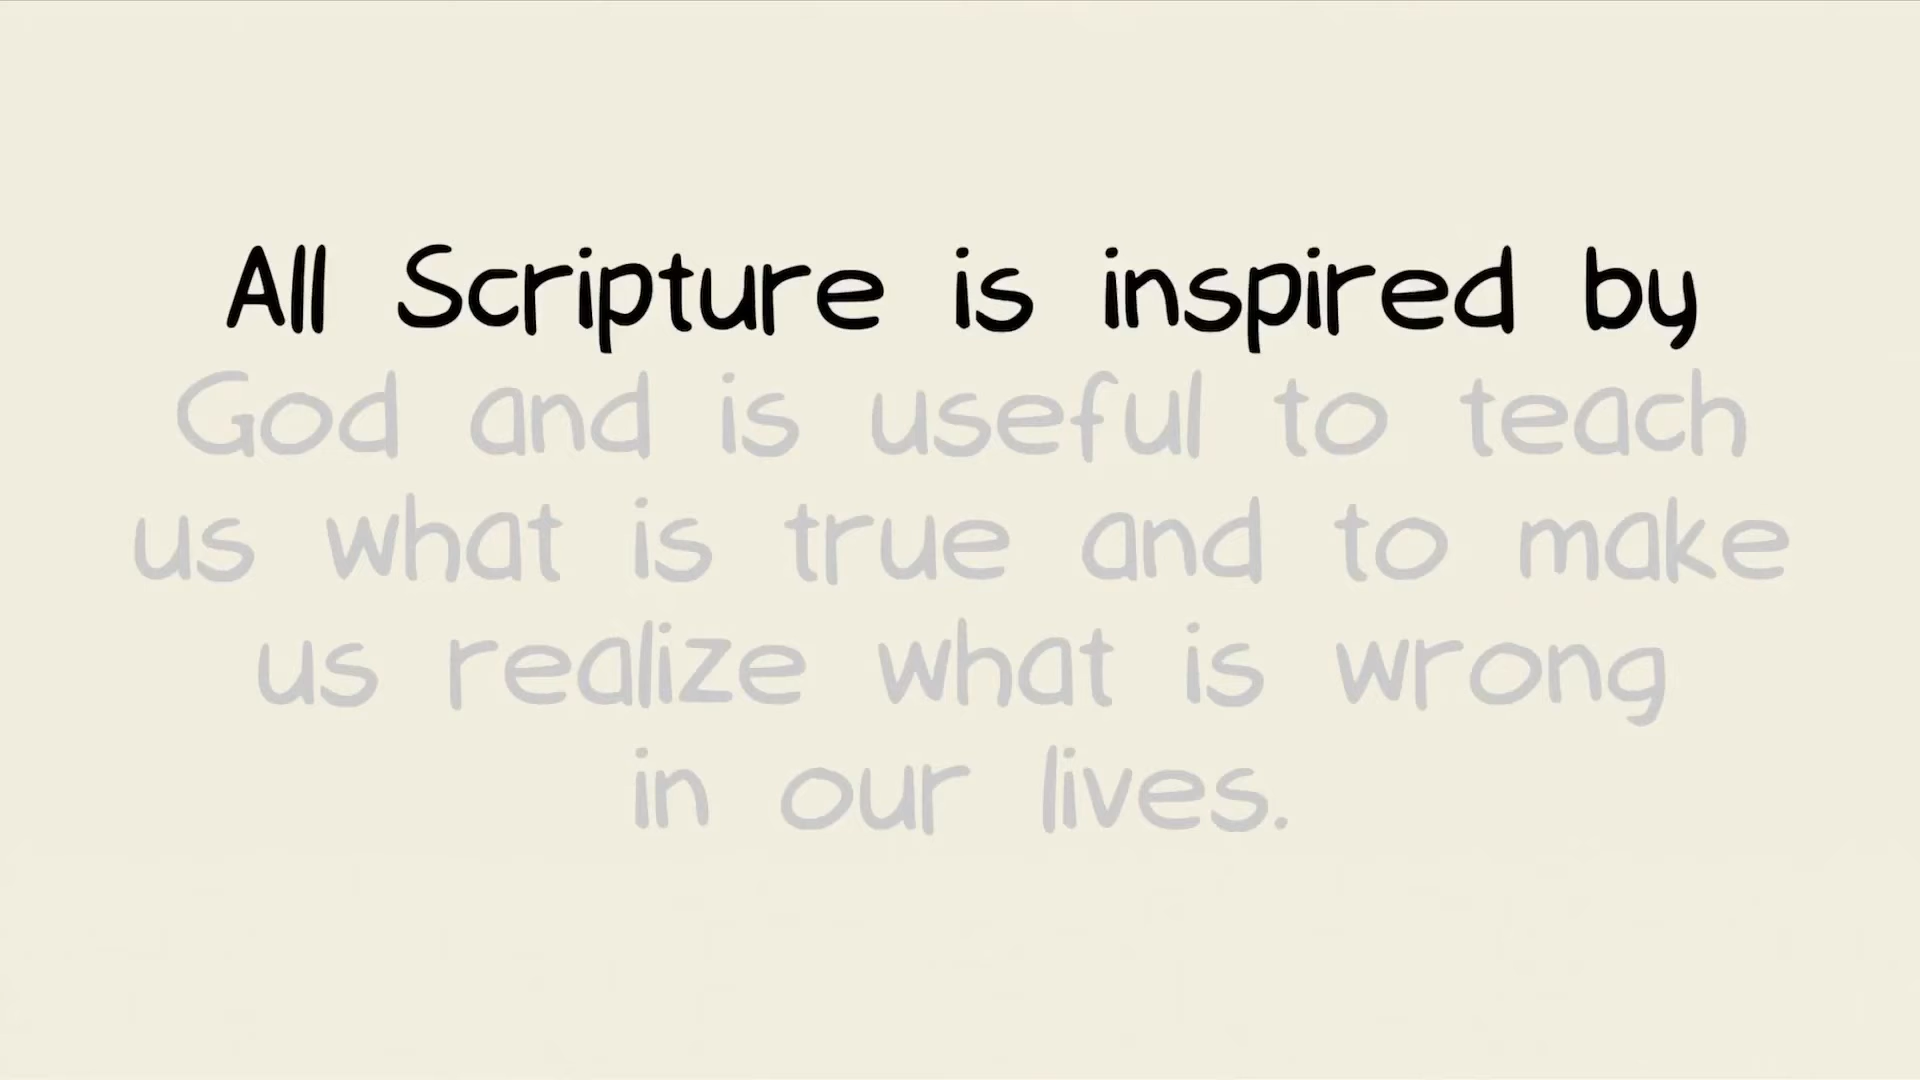 All Scripture is inspired by
God and is useful to teach
us what is true and to make
us realize what is wrong
in our lives.